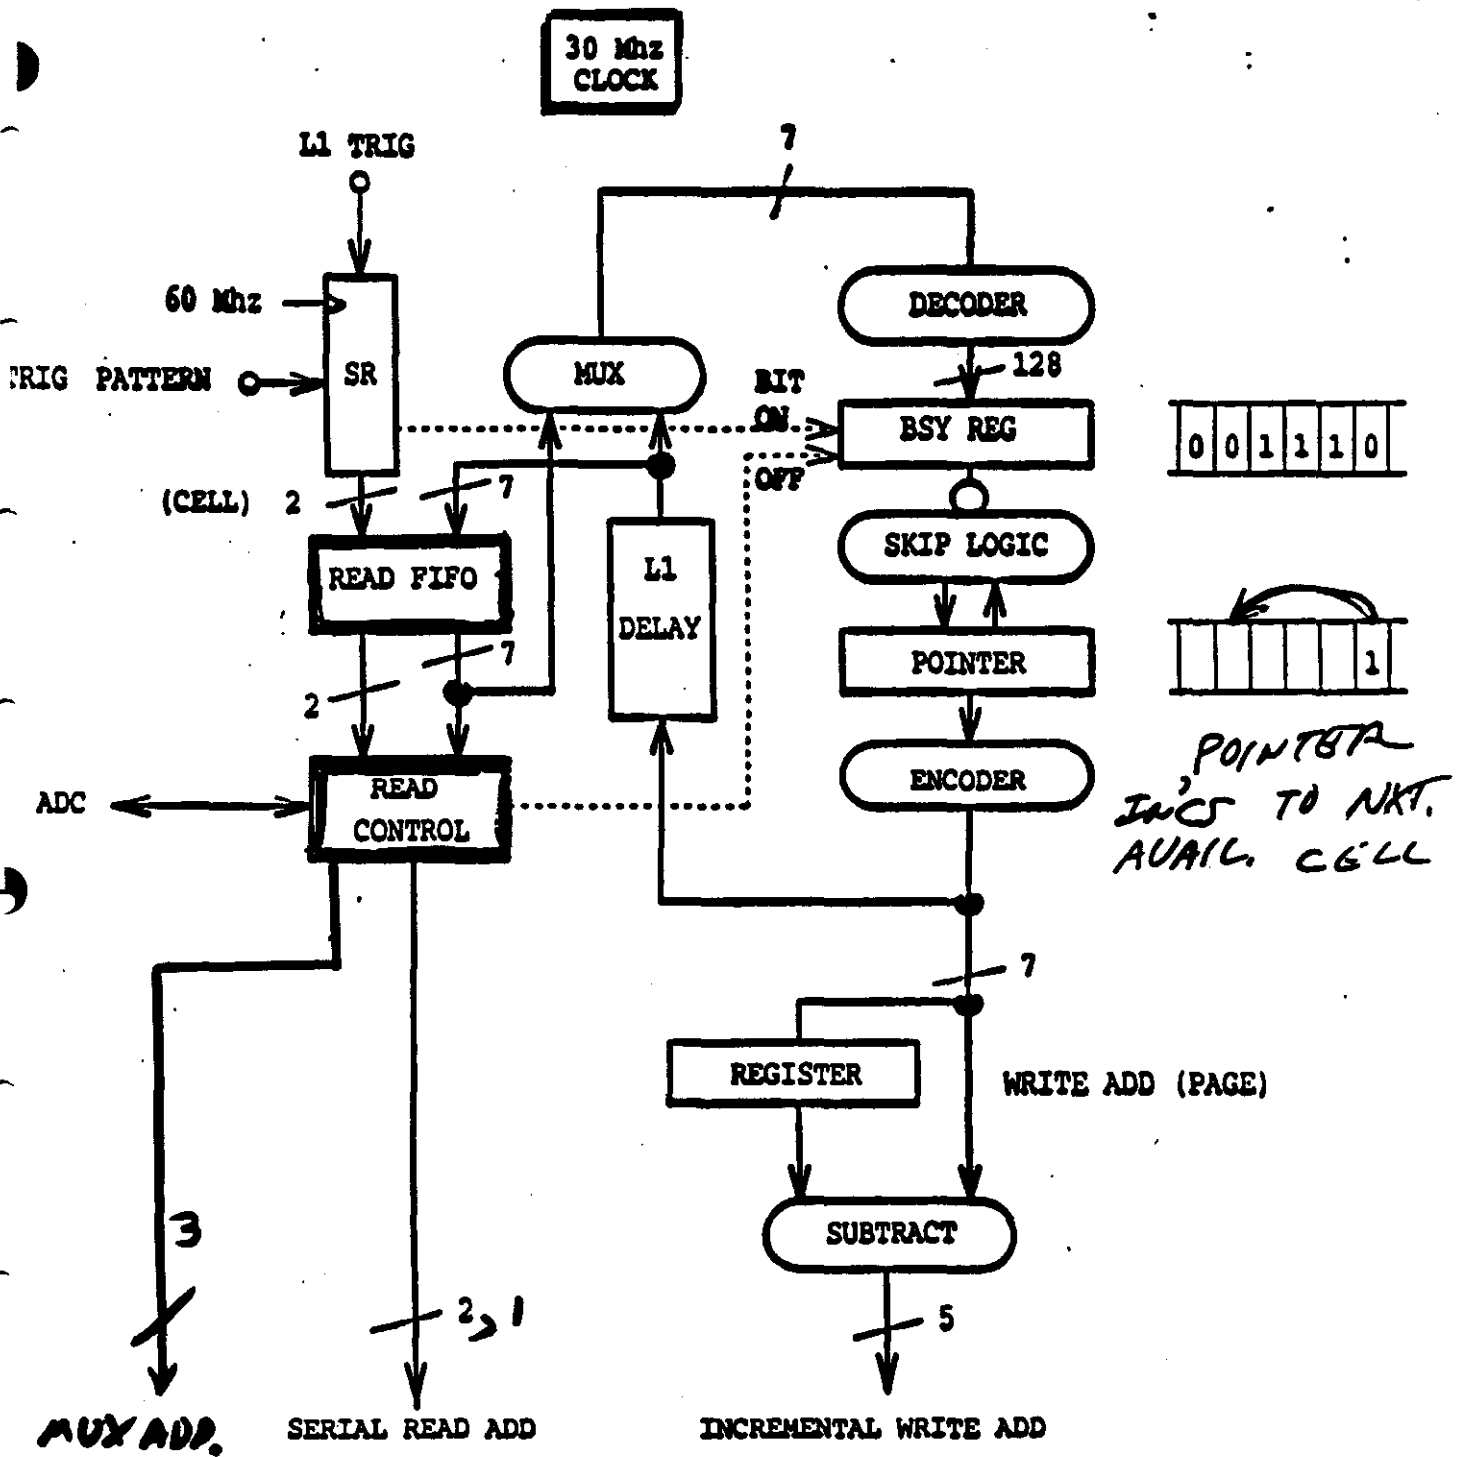 30 Mhz
CLOCK
7
L1 TRIG
60 Mhz
DECODER
SR
MUX
128
TRIG PATTERN
BIT
ON
BSY REG
0 0 1 1 1 0
OFF
(CELL) 2
7
SKIP LOGIC
READ FIFO
L1
DELAY
7
2
POINTER
1
POINTER
INCS TO NXT.
AVAIL. CELL
ADC
READ
CONTROL
ENCODER
7
REGISTER
WRITE ADD (PAGE)
3
SUBTRACT
2, 1
5
MUX ADD.
SERIAL READ ADD
INCREMENTAL WRITE ADD